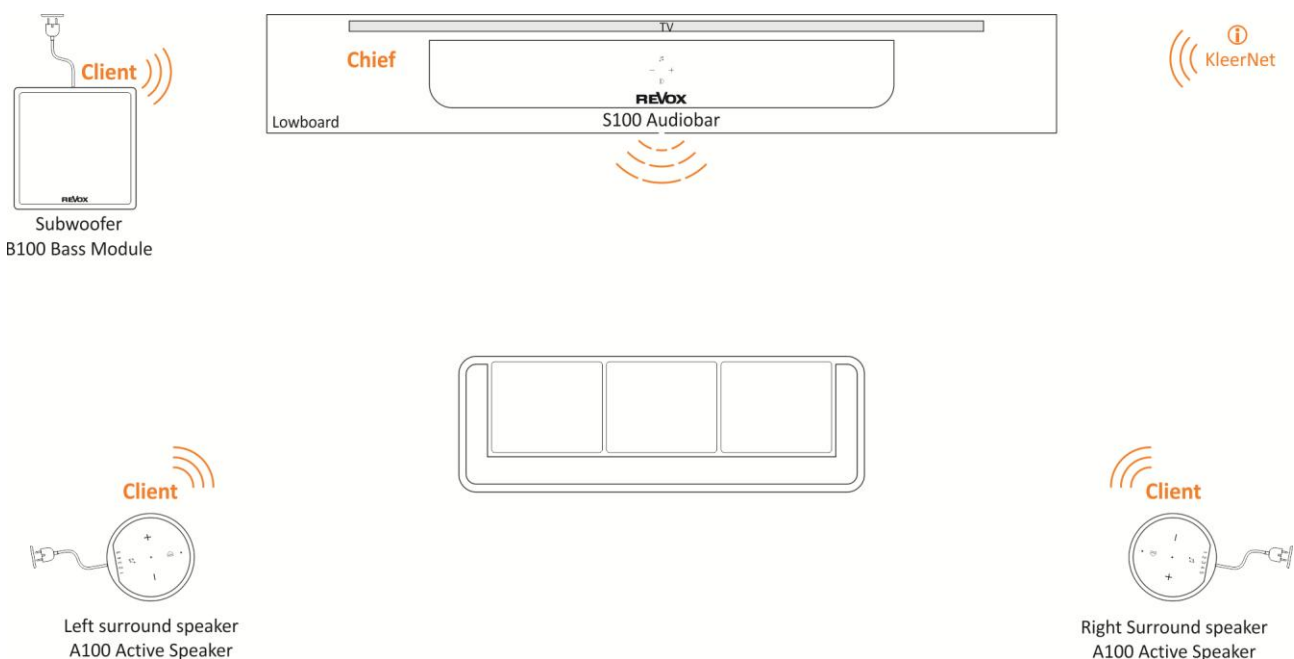 TV
Chief
Client
KleerNet
REVOX
S100 Audiobar
Lowboard
REVOX
Subwoofer
B100 Bass Module
Client
Client
Left surround speaker
A100 Active Speaker
Right Surround speaker
A100 Active Speaker